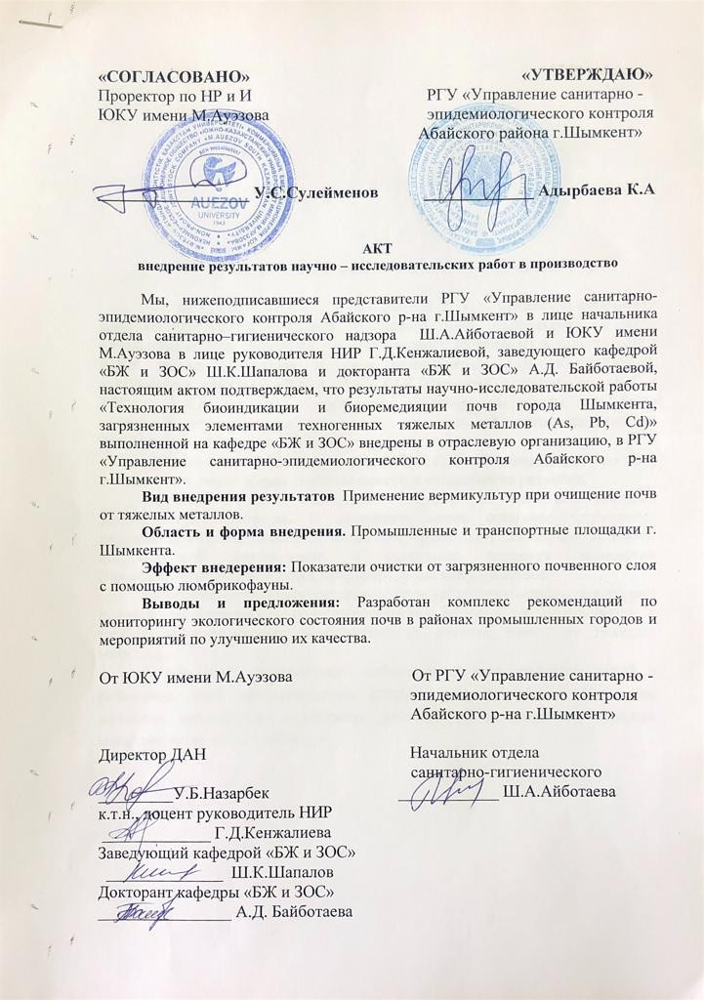 «СОГЛАСОВАНО»
Проректор по НР и И
ЮКУ имени М.Ауэзова
У.С.Сулейменов
AUEZOV
UNIVERSITY
1943
«УТВЕРЖДАЮ»
РГУ «Управление санитарно -
эпидемиологического контроля
Абайского района г.Шымкент»
Адырбаева К.А
АКТ
внедрение результатов научно – исследовательских работ в производство
Мы, нижеподписавшиеся представители РГУ «Управление санитарно-
эпидемиологического контроля Абайского р-на г.Шымкент» в лице начальника
отдела санитарно–гигиенического надзора Ш.А.Айботаевой и ЮКУ имени
М.Ауэзова в лице руководителя НИР Г.Д.Кенжалиевой, заведующего кафедрой
«БЖ и ЗОС» Ш.К.Шапалова и докторанта «БЖ и ЗОС» А.Д. Байботаевой,
настоящим актом подтверждаем, что результаты научно-исследовательской работы
«Технология биоиндикации и биоремедияции почв города Шымкента,
загрязненных элементами техногенных тяжелых металлов (As, Pb, Cd)»
выполненной на кафедре «БЖ и ЗОС» внедрены в отраслевую организацию, в РГУ
«Управление санитарно-эпидемиологического контроля Абайского р-на
г.Шымкент».
Вид внедрения результатов Применение вермикультур при очищение почв
от тяжелых металлов.
Область и форма внедрения. Промышленные и транспортные площадки г.
Шымкента.
Эффект внедерения: Показатели очистки от загрязненного почвенного слоя
с помощью люмбрикофауны.
Выводы и предложения: Разработан комплекс рекомендаций по
мониторингу экологического состояния почв в районах промышленных городов и
мероприятий по улучшению их качества.
От ЮКУ имени М.Ауэзова
Директор ДАН
У.Б.Назарбек
к.т.н., доцент руководитель НИР
Г.Д.Кенжалиева
Заведующий кафедрой «БЖ и ЗОС»
Ш.К.Шапалов
Докторант кафедры «БЖ и ЗОС»
А.Д. Байботаева
От РГУ «Управление санитарно -
эпидемиологического контроля
Абайского р-на г.Шымкент»
Начальник отдела
санитарно-гигиенического
Ш.А.Айботаева